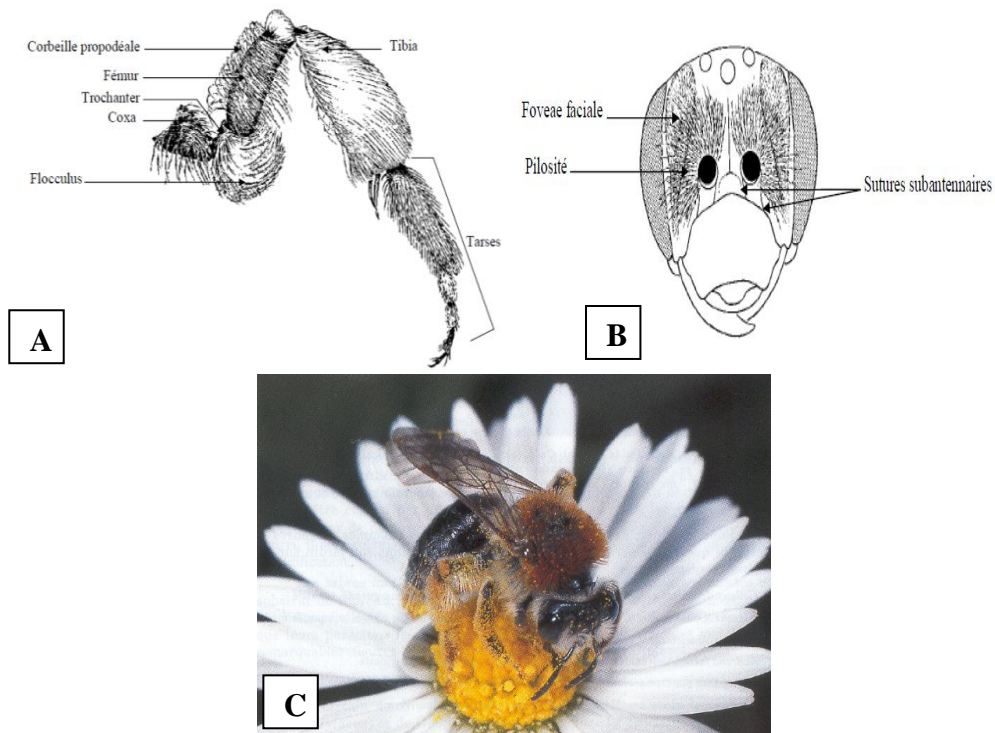 Corbeille propodéale
Fémur
Trochanter
Coxa
Flocculus
Tibia
Tarses
A
Foveae faciale
Pilosité
Sutures subantennaires
B
C